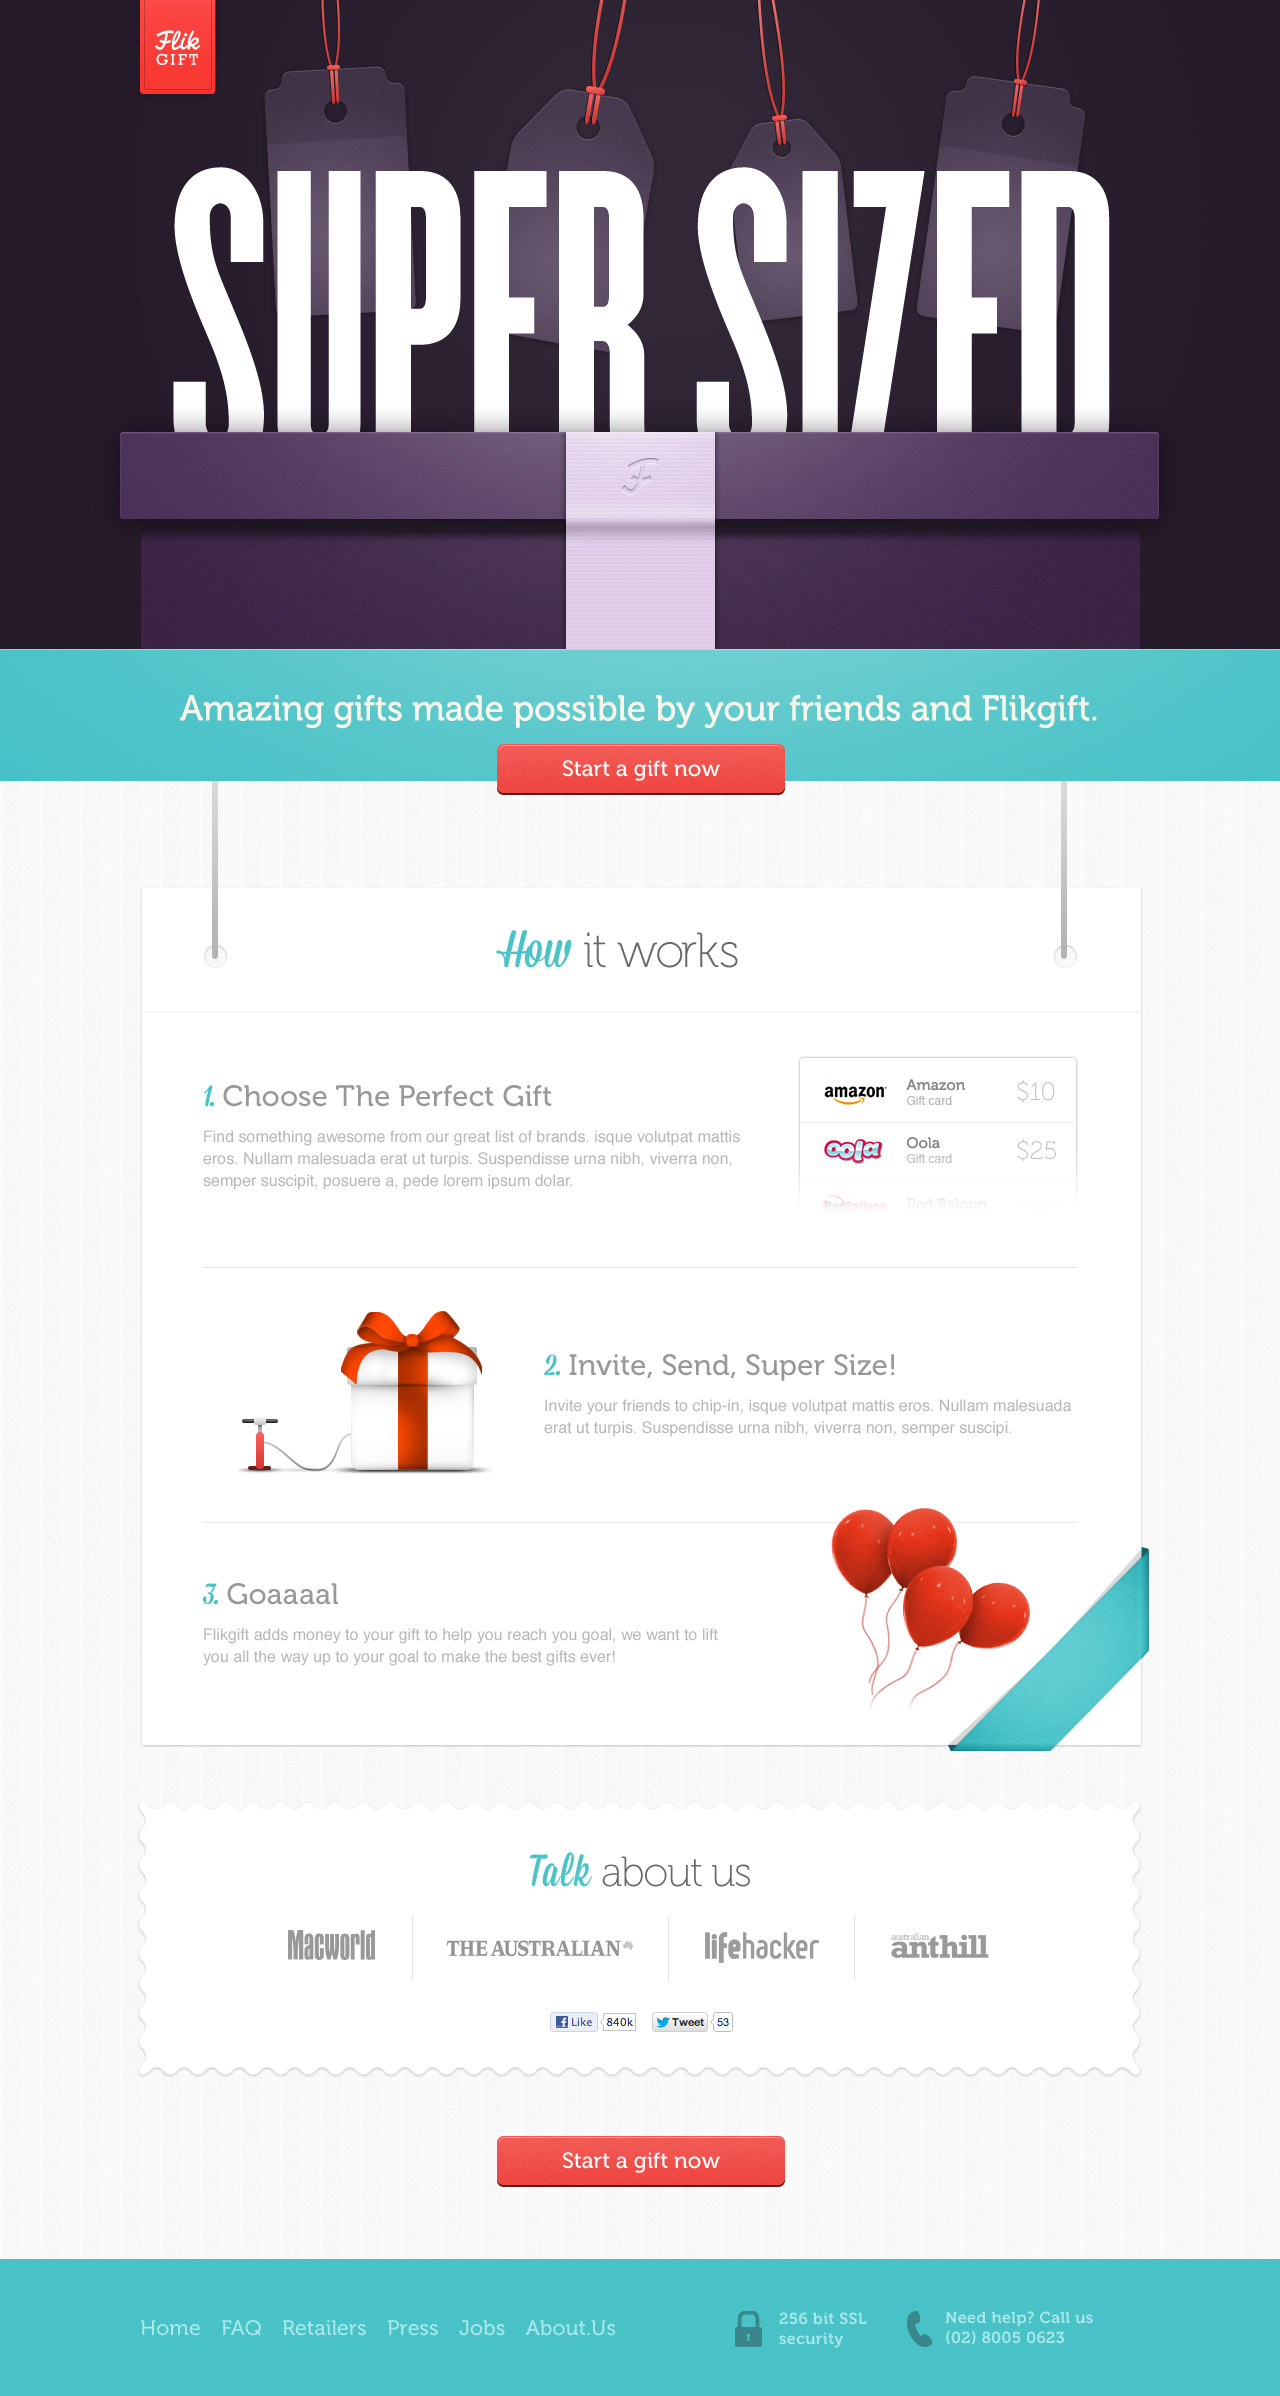 Flik
GIFT
SUPER SIZED
F
Amazing gifts made possible by your friends and Flikgift.
Start a gift now
How it works
1. Choose The Perfect Gift
Find something awesome from our great list of brands. isque volutpat mattis
eros. Nullam malesuada erat ut turpis. Suspendisse urna nibh, viverra non,
semper suscipit, posuere a, pede lorem ipsum dolar.
amazon Amazon $10
Gift card
oola Oola $25
Gift card
RedBalloon Red Baloon
2. Invite, Send, Super Size!
Invite your friends to chip-in, isque volutpat mattis eros. Nullam malesuada
erat ut turpis. Suspendisse urna nibh, viverra non, semper suscipi.
3. Goaaaal
Flikgift adds money to your gift to help you reach you goal, we want to lift
you all the way up to your goal to make the best gifts ever!
Talk about us
Macworld THE AUSTRALIAN lifehacker australian anthill
Like 840k Tweet 53
Start a gift now
Home FAQ Retailers Press Jobs About.Us
256 bit SSL
security
Need help? Call us
(02) 8005 0623